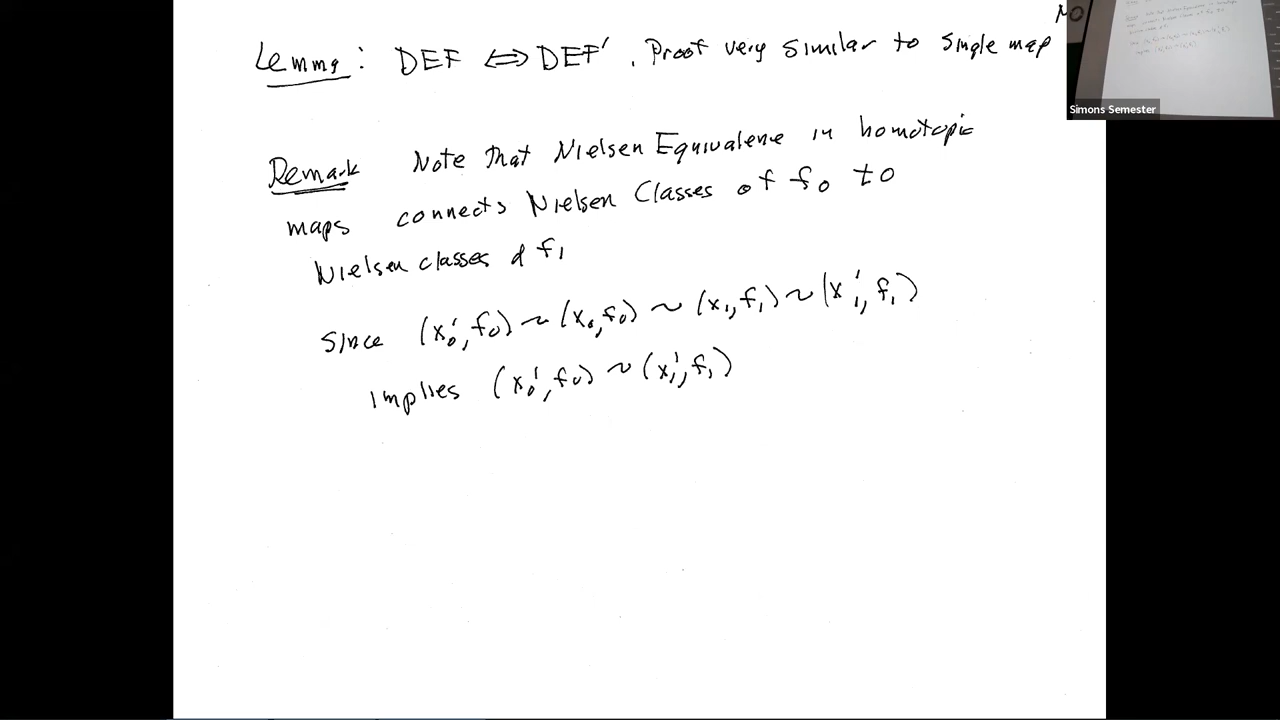 Lemma: DEF ⇔ DEF′. Proof very similar to single map
Remark Note that Nielsen Equivalence in homotopic
maps connects Nielsen Classes of f₀ to
Nielsen classes of f₁
Since (x₀′, f₀) ~ (x₀, f₀) ~ (x₁, f₁) ~ (x₁′, f₁)
implies (x₀′, f₀) ~ (x₁′, f₁)
Simons Semester